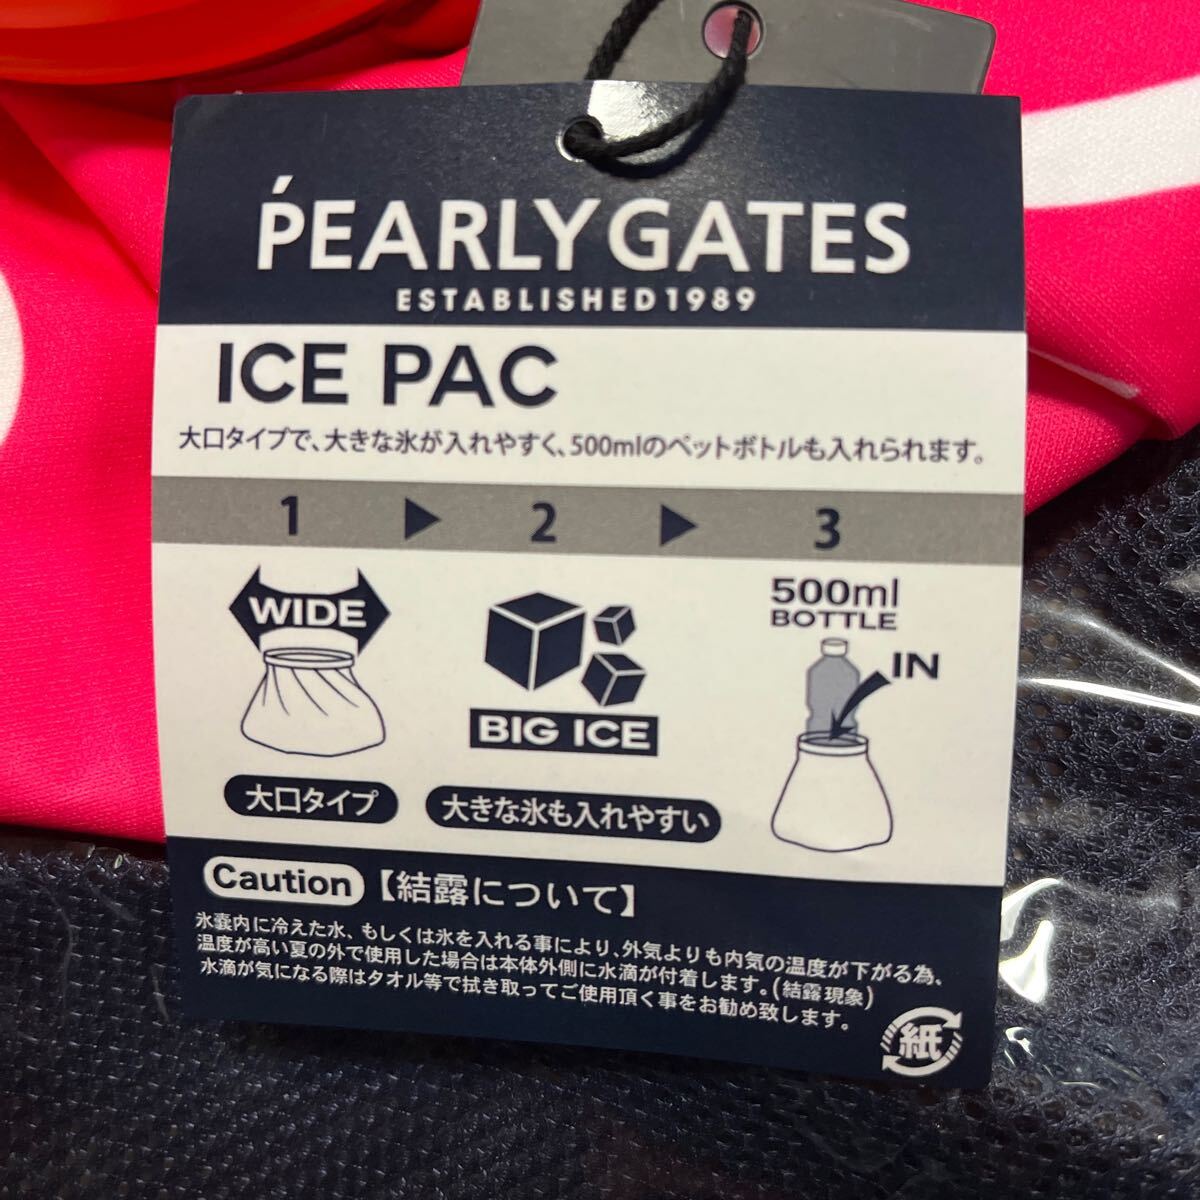 PEARLY GATES
ESTABLISHED 1989
ICE PAC
大口タイプで、大きな氷が入れやすく、500mlのペットボトルも入れられます。
1 ▶ 2 ▶ 3
WIDE
大口タイプ
BIG ICE
大きな氷も入れやすい
500ml
BOTTLE
IN
Caution【結露について】
氷嚢内に冷えた水、もしくは氷を入れる事により、外気よりも内気の温度が下がる為、
温度が高い夏の外で使用した場合は本体外側に水滴が付着します。(結露現象)
水滴が気になる際はタオル等で拭き取ってご使用頂く事をお勧め致します。
紙